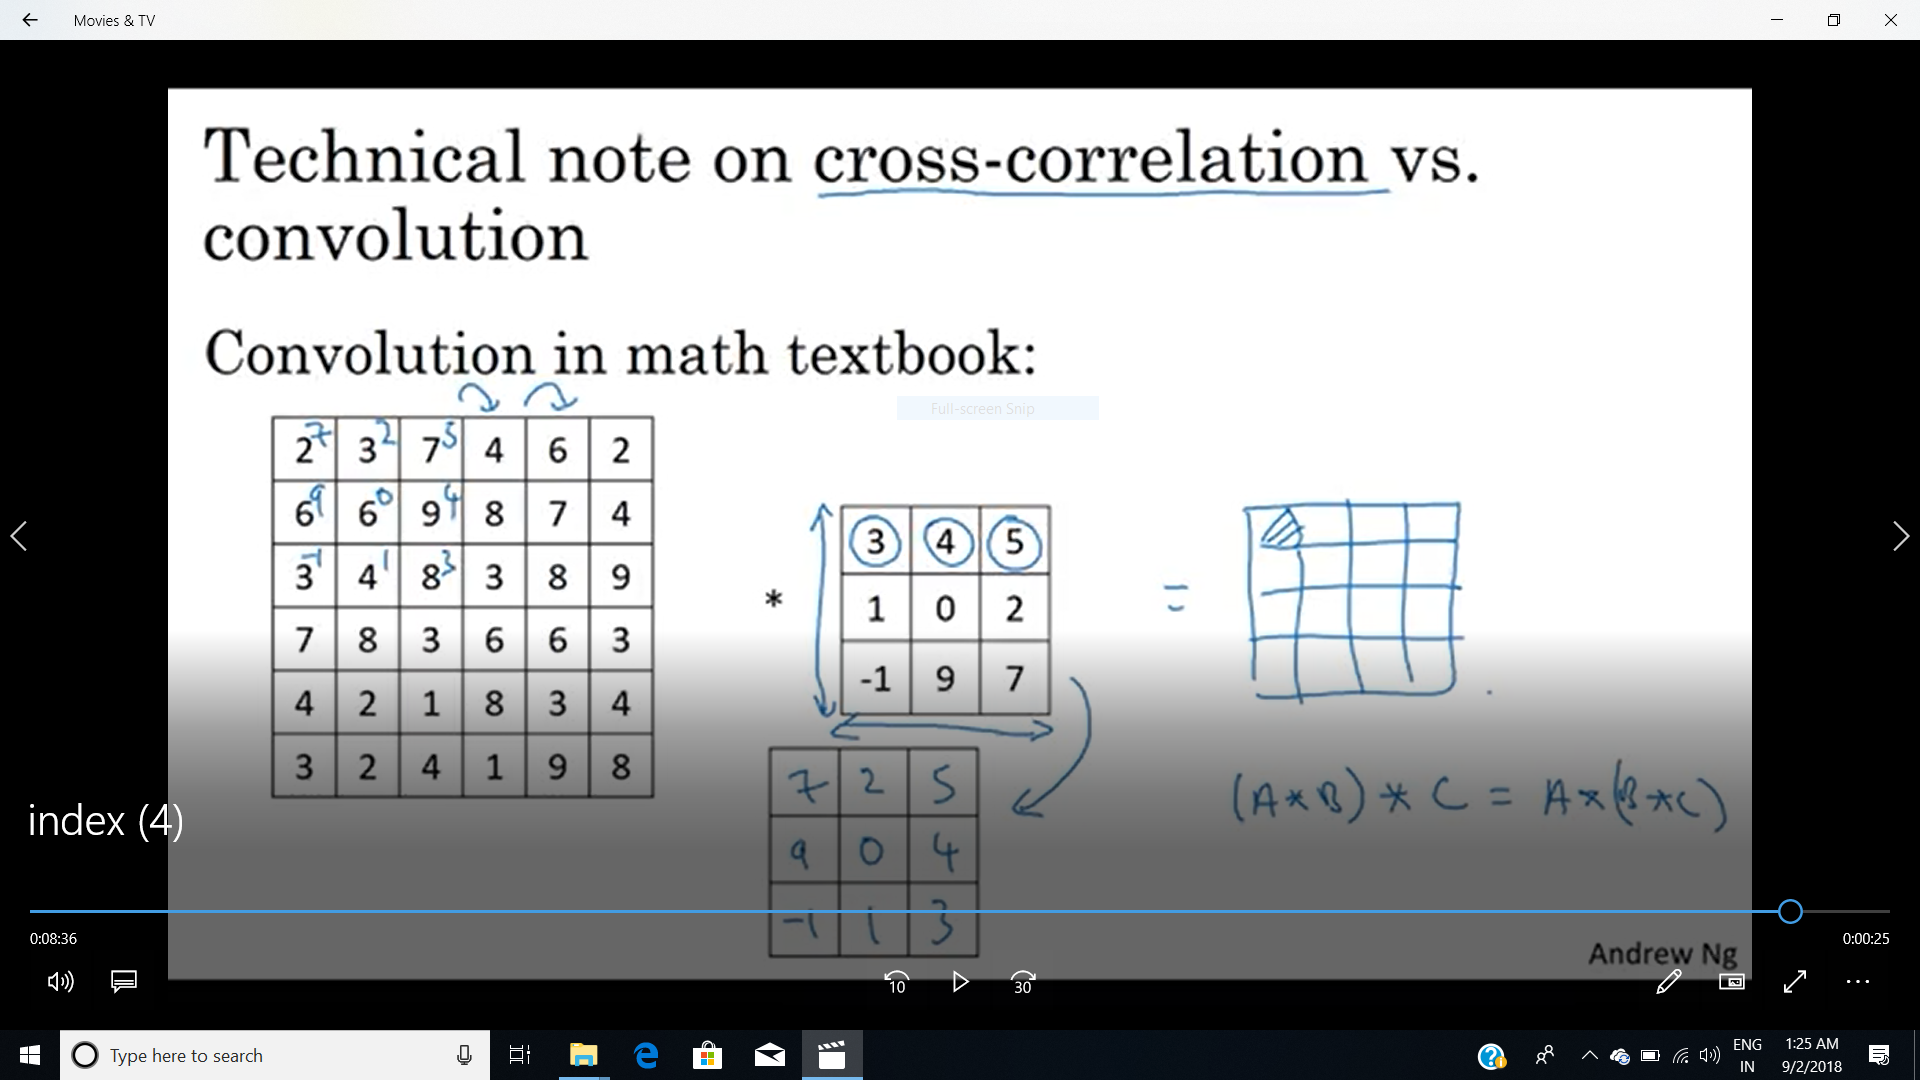 Movies & TV
Technical note on cross-correlation vs.
convolution
Convolution in math textbook:
Full-screen Snip
2 7 3 2 7 5 4 6 2
6 9 6 0 9 4 8 7 4
3 -1 4 1 8 3 3 8 9
7 8 3 6 6 3
4 2 1 8 3 4
3 2 4 1 9 8
*
3 4 5
1 0 2
-1 9 7
=
7 2 5
9 0 4
-1 1 3
(A*B)*C = A*(B*C)
index (4)
0:08:36
0:00:25
Andrew Ng
10
30
Type here to search
ENG
IN
1:25 AM
9/2/2018